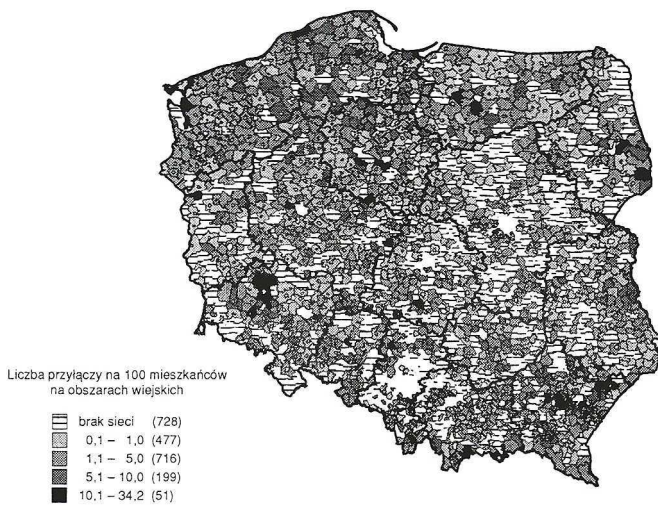 Liczba przyłączy na 100 mieszkańców
na obszarach wiejskich
brak sieci (728)
0,1 – 1,0 (477)
1,1 – 5,0 (716)
5,1 – 10,0 (199)
10,1 – 34,2 (51)